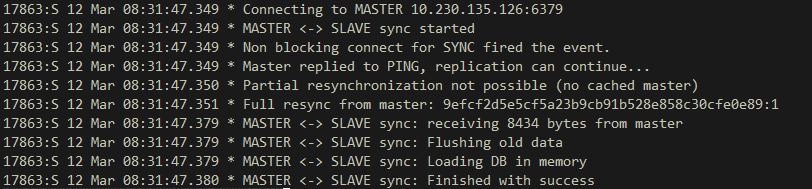 17863:S 12 Mar 08:31:47.349 * Connecting to MASTER 10.230.135.126:6379
17863:S 12 Mar 08:31:47.349 * MASTER <-> SLAVE sync started
17863:S 12 Mar 08:31:47.349 * Non blocking connect for SYNC fired the event.
17863:S 12 Mar 08:31:47.349 * Master replied to PING, replication can continue...
17863:S 12 Mar 08:31:47.350 * Partial resynchronization not possible (no cached master)
17863:S 12 Mar 08:31:47.351 * Full resync from master: 9efcf2d5e5cf5a23b9cb91b528e858c30cfe0e89:1
17863:S 12 Mar 08:31:47.379 * MASTER <-> SLAVE sync: receiving 8434 bytes from master
17863:S 12 Mar 08:31:47.379 * MASTER <-> SLAVE sync: Flushing old data
17863:S 12 Mar 08:31:47.379 * MASTER <-> SLAVE sync: Loading DB in memory
17863:S 12 Mar 08:31:47.380 * MASTER <-> SLAVE sync: Finished with success